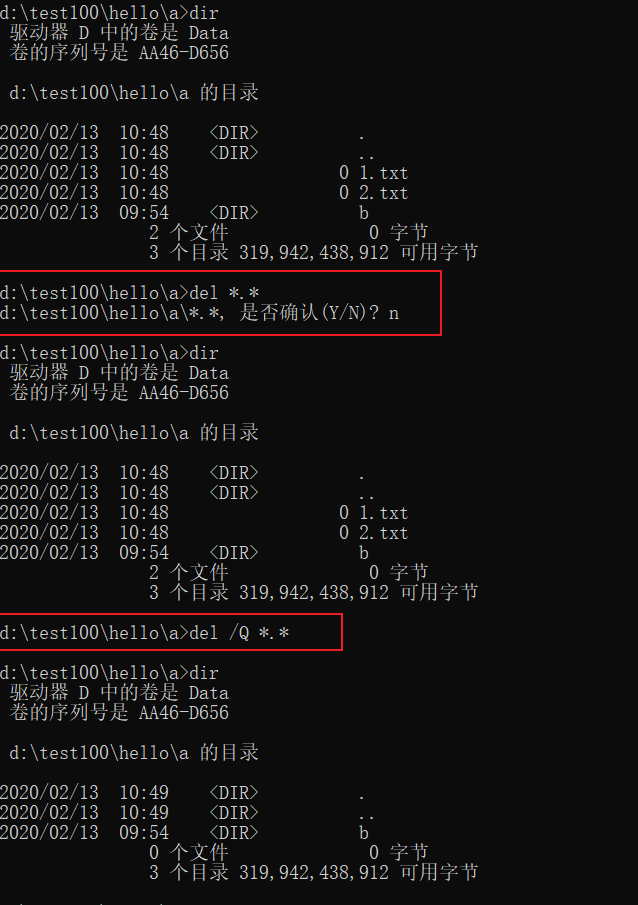 d:\test100\hello\a>dir
驱动器 D 中的卷是 Data
卷的序列号是 AA46-D656
d:\test100\hello\a 的目录
2020/02/13  10:48    <DIR>          .
2020/02/13  10:48    <DIR>          ..
2020/02/13  10:48                 0 1.txt
2020/02/13  10:48                 0 2.txt
2020/02/13  09:54    <DIR>          b
2 个文件              0 字节
3 个目录 319,942,438,912 可用字节
d:\test100\hello\a>del *.*
d:\test100\hello\a\*.*, 是否确认(Y/N)? n
d:\test100\hello\a>dir
驱动器 D 中的卷是 Data
卷的序列号是 AA46-D656
d:\test100\hello\a 的目录
2020/02/13  10:48    <DIR>          .
2020/02/13  10:48    <DIR>          ..
2020/02/13  10:48                 0 1.txt
2020/02/13  10:48                 0 2.txt
2020/02/13  09:54    <DIR>          b
2 个文件              0 字节
3 个目录 319,942,438,912 可用字节
d:\test100\hello\a>del /Q *.*
d:\test100\hello\a>dir
驱动器 D 中的卷是 Data
卷的序列号是 AA46-D656
d:\test100\hello\a 的目录
2020/02/13  10:49    <DIR>          .
2020/02/13  10:49    <DIR>          ..
2020/02/13  09:54    <DIR>          b
0 个文件              0 字节
3 个目录 319,942,438,912 可用字节